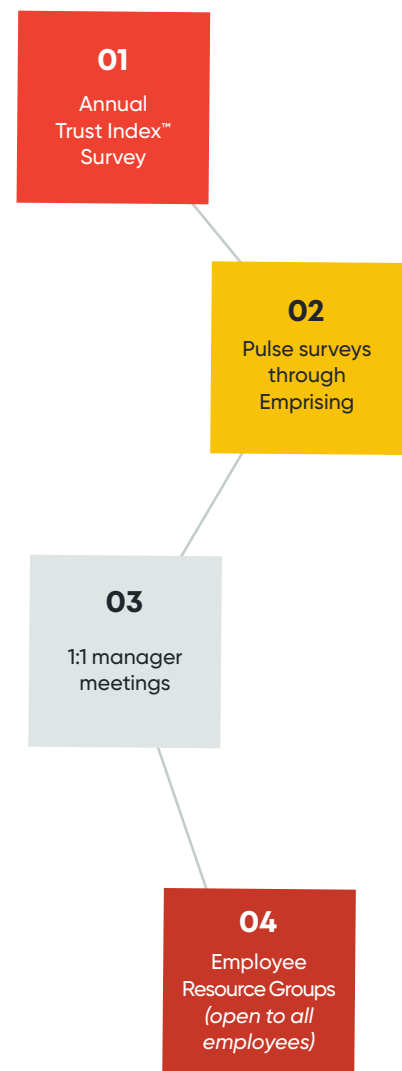 01
Annual
Trust Index™
Survey
02
Pulse surveys
through
Emprising
03
1:1 manager
meetings
04
Employee
Resource Groups
(open to all
employees)